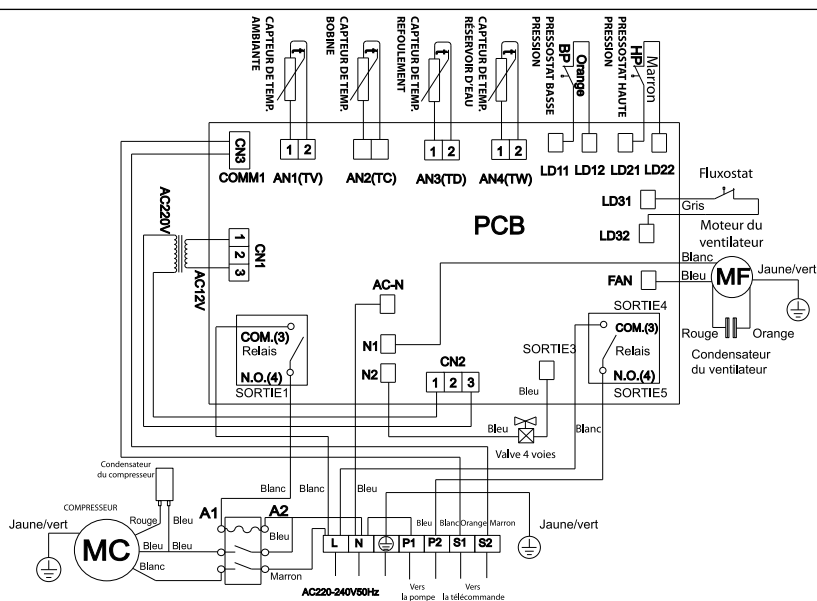 CAPTEUR DE TEMP.
AMBIANTE
CAPTEUR DE TEMP.
BOBINE
CAPTEUR DE TEMP.
REFOULEMENT
CAPTEUR DE TEMP.
RÉSERVOIR D'EAU
PRESSOSTAT BASSE
PRESSION
BP
Orange
PRESSOSTAT HAUTE
PRESSION
HP
Marron
t
t
t
t
CN3
COMM1
1 2
AN1(TV)
AN2(TC)
1 2
AN3(TD)
1 2
AN4(TW)
LD11 LD12
LD21 LD22
Fluxostat
LD31
Gris
LD32
PCB
Moteur du
ventilateur
AC220V
AC12V
1
2
3
CN1
Blanc
Bleu
FAN
MF
Jaune/vert
AC-N
SORTIE4
COM.(3)
Relais
N.O.(4)
SORTIE1
N1
N2
CN2
1 2 3
SORTIE3
Bleu
COM.(3)
Relais
N.O.(4)
SORTIE5
Rouge
Orange
Condensateur
du ventilateur
Bleu
Valve 4 voies
Blanc
Condensateur
du compresseur
COMPRESSEUR
Jaune/vert
MC
Rouge
Bleu
Bleu
Bleu
Blanc
A1
A2
Blanc
Blanc
Bleu
Bleu
Marron
Bleu
Blanc
Orange
Marron
L N P1 P2 S1 S2
Jaune/vert
AC220-240V50Hz
Vers
la pompe
Vers
la télécommande